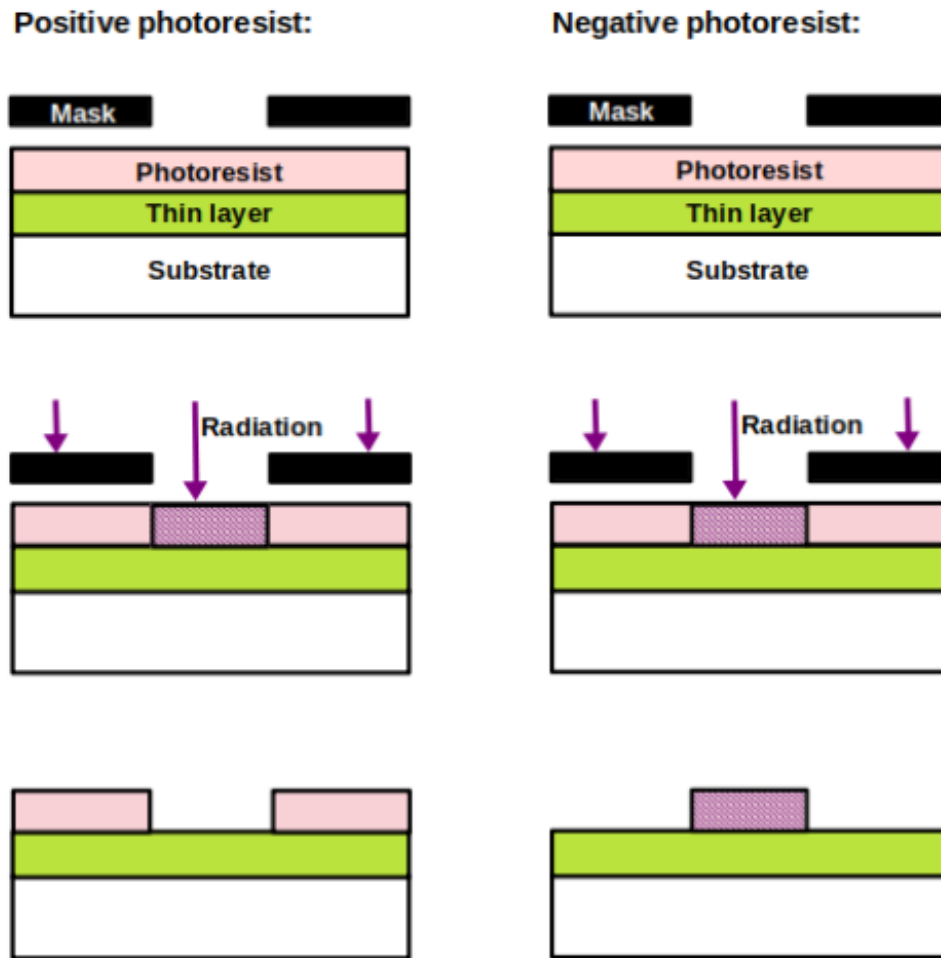 Positive photoresist:
Negative photoresist:
Mask
Mask
Photoresist
Photoresist
Thin layer
Thin layer
Substrate
Substrate
Radiation
Radiation